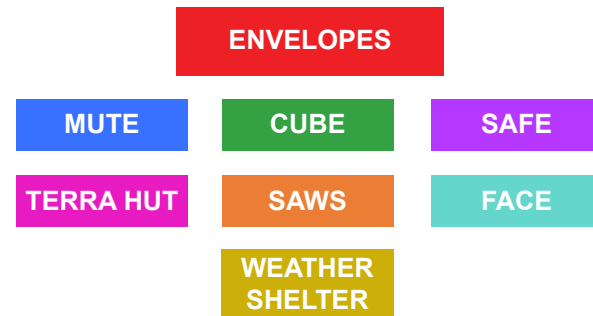 ENVELOPES
MUTE
CUBE
SAFE
TERRA HUT
SAWS
FACE
WEATHER
SHELTER